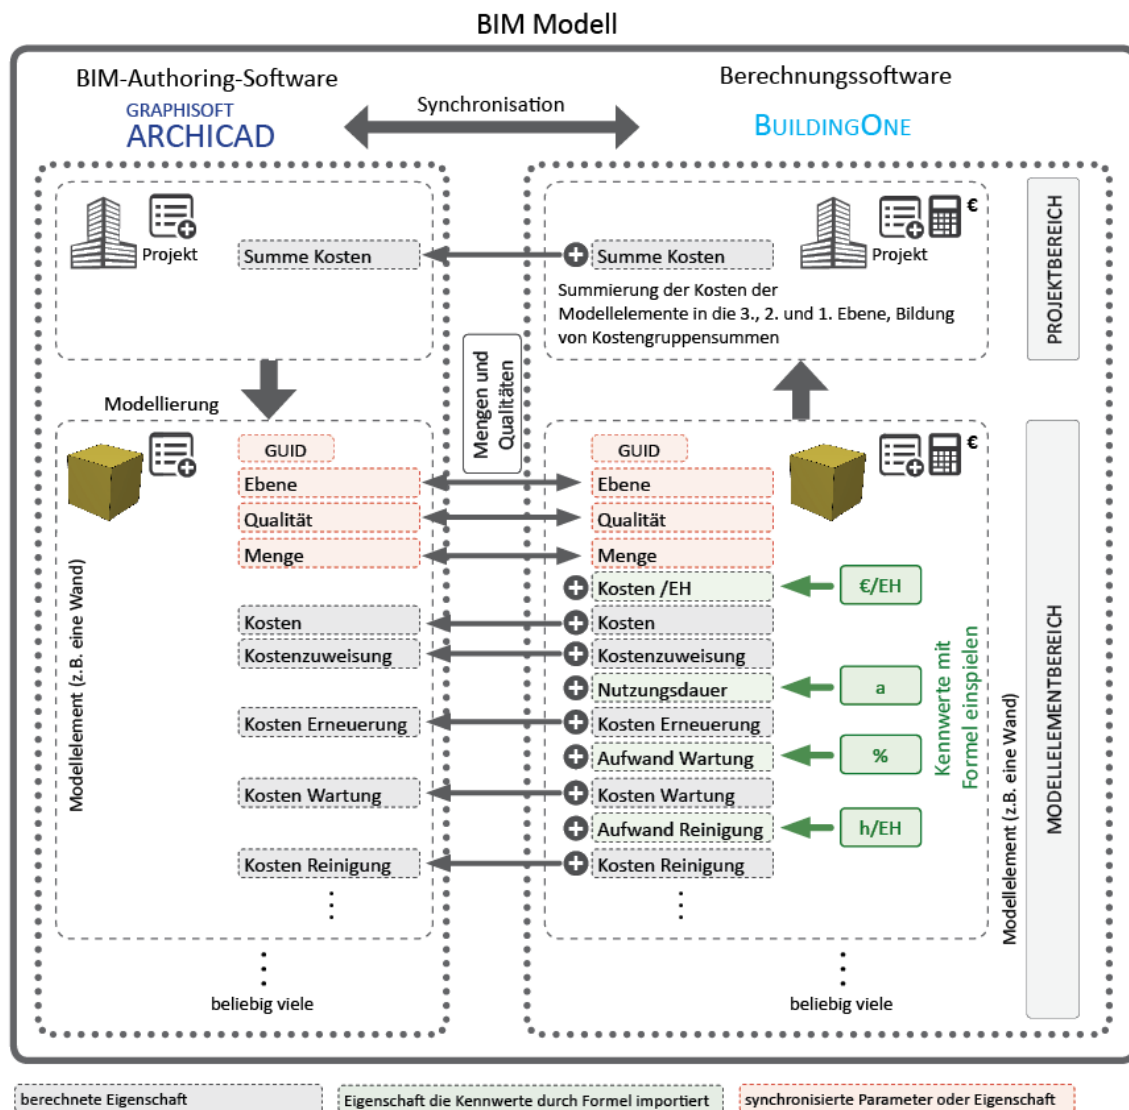 BIM Modell
BIM-Authoring-Software
GRAPHISOFT
ARCHICAD
Synchronisation
Berechnungssoftware
BUILDINGONE
Projekt
Summe Kosten
Summe Kosten
Projekt
€
Summierung der Kosten der
Modellelemente in die 3., 2. und 1. Ebene, Bildung
von Kostengruppensummen
PROJEKTBEREICH
Mengen und
Qualitäten
Modellierung
GUID
Ebene
Qualität
Menge
Kosten
Kostenzuweisung
Kosten Erneuerung
Kosten Wartung
Kosten Reinigung
Modellelement (z.B. eine Wand)
beliebig viele
GUID
Ebene
Qualität
Menge
Kosten /EH
Kosten
Kostenzuweisung
Nutzungsdauer
Kosten Erneuerung
Aufwand Wartung
Kosten Wartung
Aufwand Reinigung
Kosten Reinigung
€
€/EH
a
%
h/EH
Kennwerte mit
Formel einspielen
Modellelement (z.B. eine Wand)
beliebig viele
MODELLELEMENTBEREICH
berechnete Eigenschaft
Eigenschaft die Kennwerte durch Formel importiert
synchronisierte Parameter oder Eigenschaft